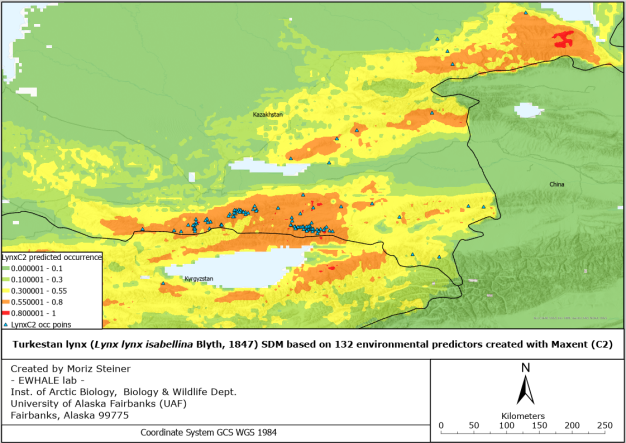 Kazakhstan
China
Kyrgyzstan
LynxC2 predicted occurrence
0.000001 - 0.1
0.100001 - 0.3
0.300001 - 0.55
0.550001 - 0.8
0.800001 - 1
LynxC2 occ poins
Turkestan lynx (Lynx lynx isabellina Blyth, 1847) SDM based on 132 environmental predictors created with Maxent (C2)
Created by Moriz Steiner
- EWHALE lab -
Inst. of Arctic Biology, Biology & Wildlife Dept.
University of Alaska Fairbanks (UAF)
Fairbanks, Alaska 99775
Coordinate System GCS WGS 1984
N
Kilometers
0 50 100 150 200 250